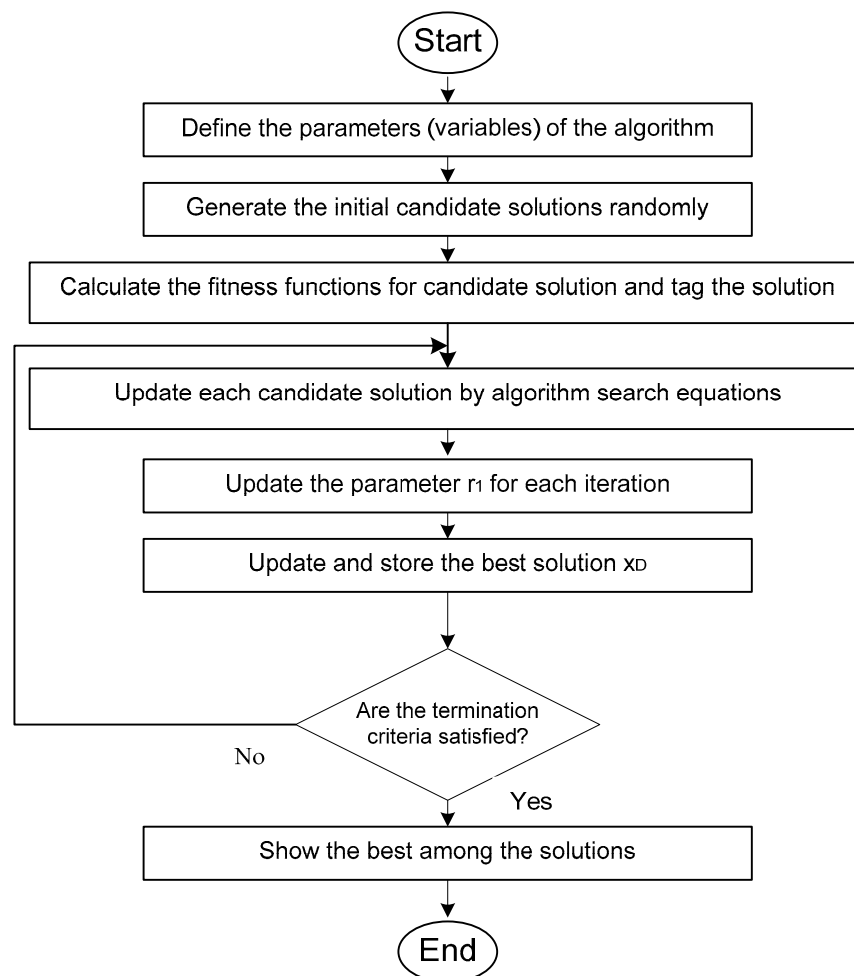 Start
Define the parameters (variables) of the algorithm
Generate the initial candidate solutions randomly
Calculate the fitness functions for candidate solution and tag the solution
Update each candidate solution by algorithm search equations
Update the parameter r₁ for each iteration
Update and store the best solution xD
Are the termination
criteria satisfied?
No
Yes
Show the best among the solutions
End